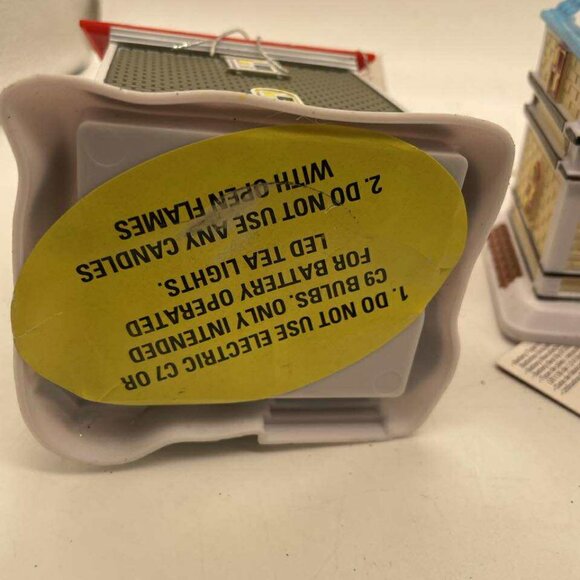 1. DO NOT USE ELECTRIC C7 OR
C9 BULBS. ONLY INTENDED
FOR BATTERY OPERATED
LED TEA LIGHTS.
2. DO NOT USE ANY CANDLES
WITH OPEN FLAMES